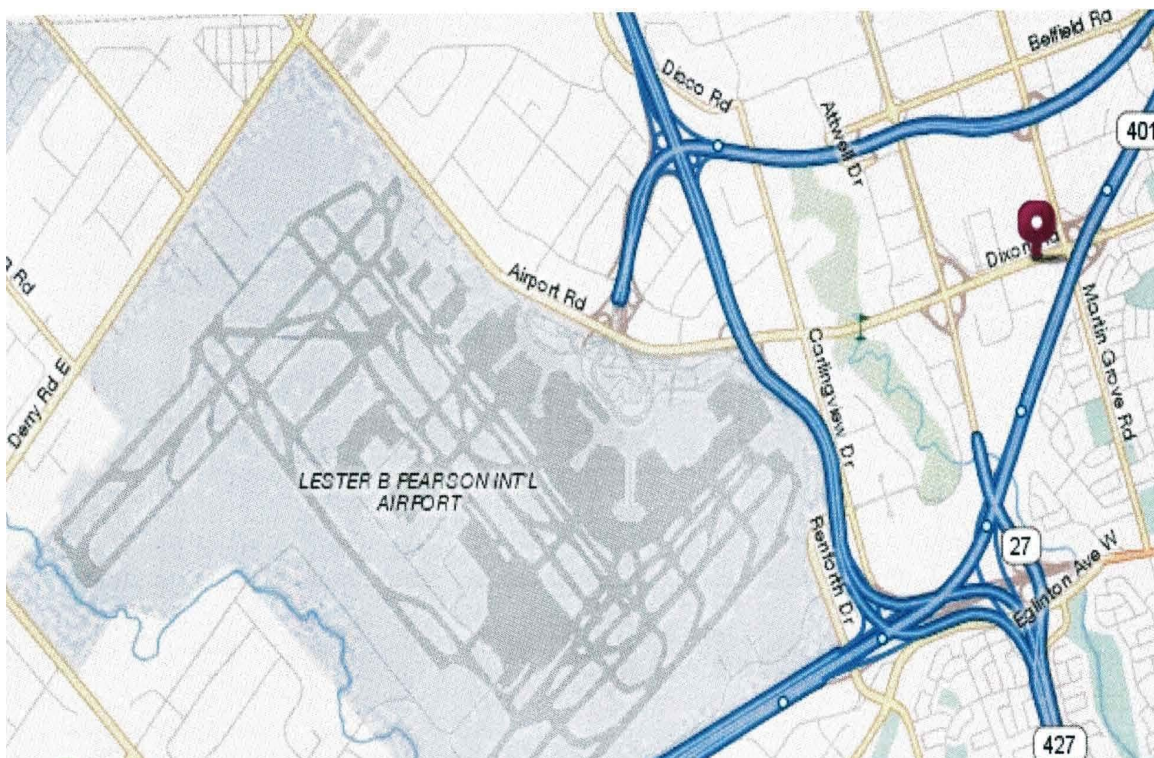 Belfield Rd
Disco Rd
Attwell Dr
401
Dixon Rd
Airport Rd
Martin Grove Rd
Carlingview Dr
Derry Rd E
Rd
LESTER B PEARSON INT'L
AIRPORT
Renforth Dr
27
Eglinton Ave W
427